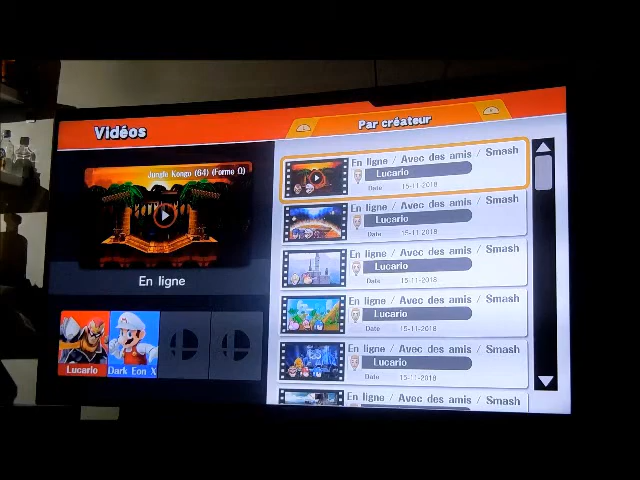 Vidéos
Par créateur
Jungle Kongo (64) (Forme Ω)
En ligne
Lucario
Dark Eon X
En ligne / Avec des amis / Smash
Lucario
Date 15-11-2018
En ligne / Avec des amis / Smash
Lucario
Date 15-11-2018
En ligne / Avec des amis / Smash
Lucario
Date 15-11-2018
En ligne / Avec des amis / Smash
Lucario
Date 15-11-2018
En ligne / Avec des amis / Smash
Lucario
Date 15-11-2018
En ligne / Avec des amis / Smash